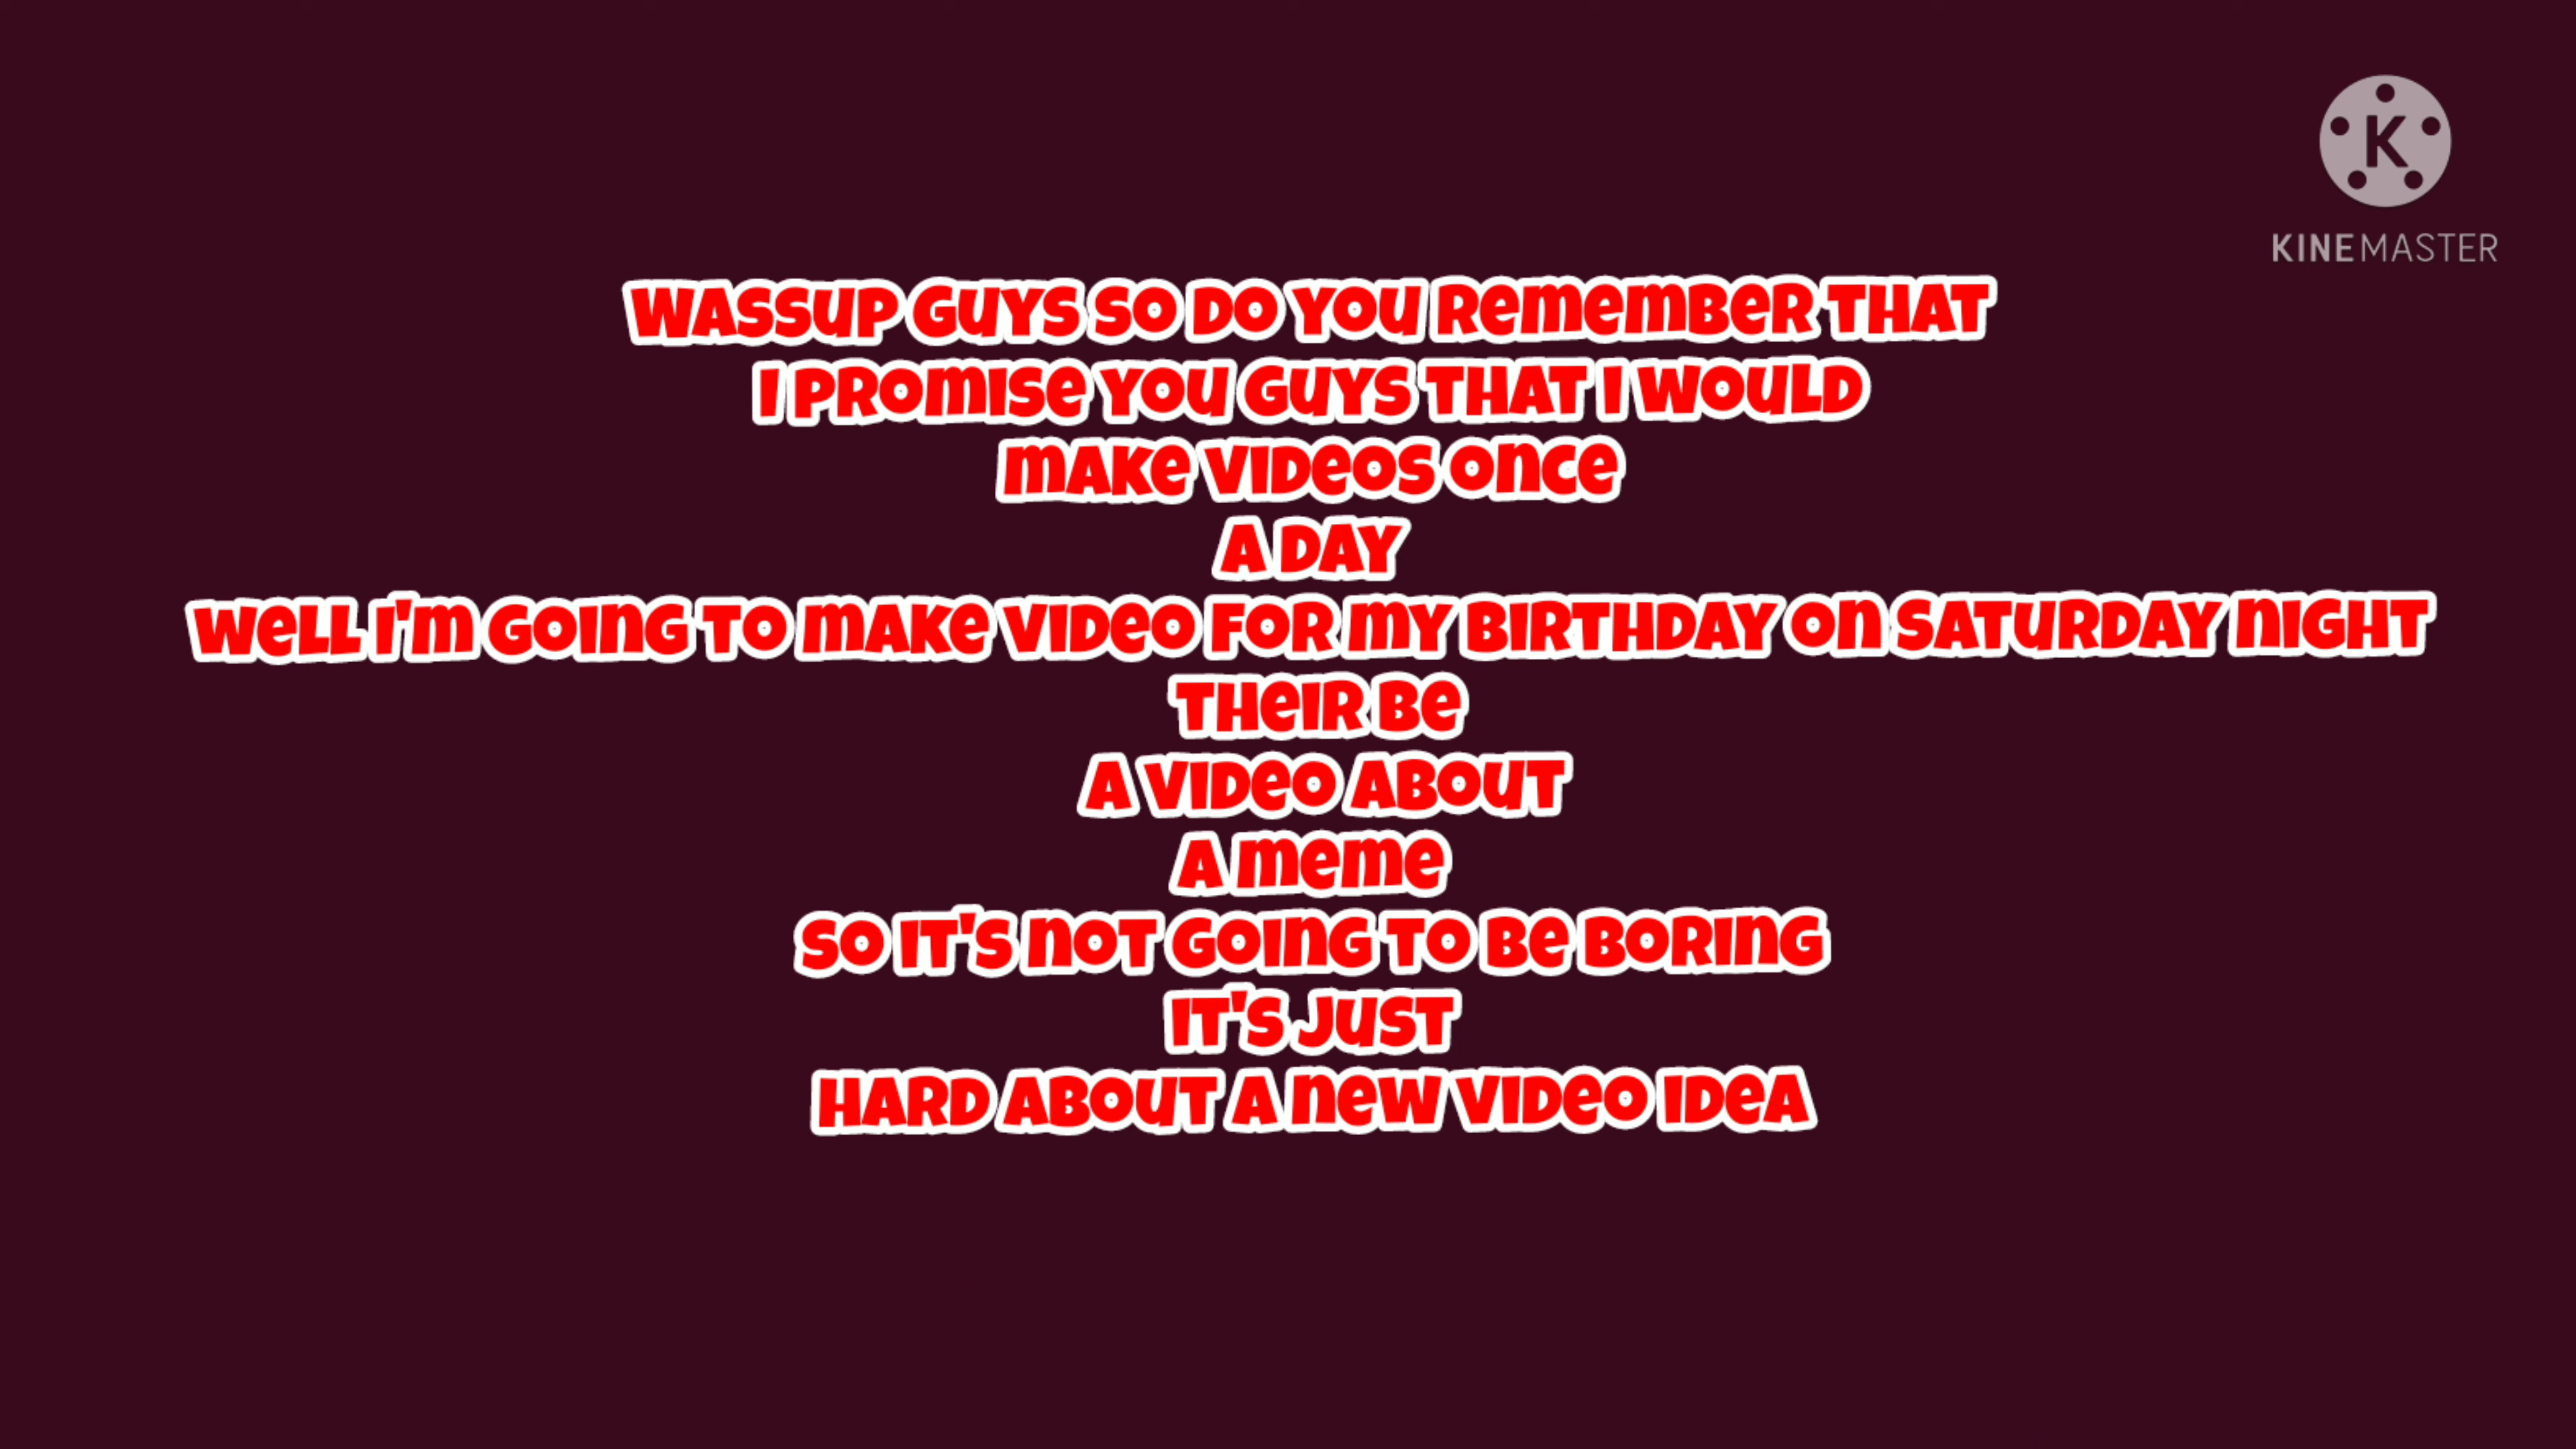 K
KINEMASTER
WASSUP GUYS SO DO YOU REMEMBER THAT
I PROMISE YOU GUYS THAT I WOULD
MAKE VIDEOS ONCE
A DAY
WELL I'M GOING TO MAKE VIDEO FOR MY BIRTHDAY ON SATURDAY NIGHT
THEIR BE
A VIDEO ABOUT
A MEME
SO IT'S NOT GOING TO BE BORING
IT'S JUST
HARD ABOUT A NEW VIDEO IDEA